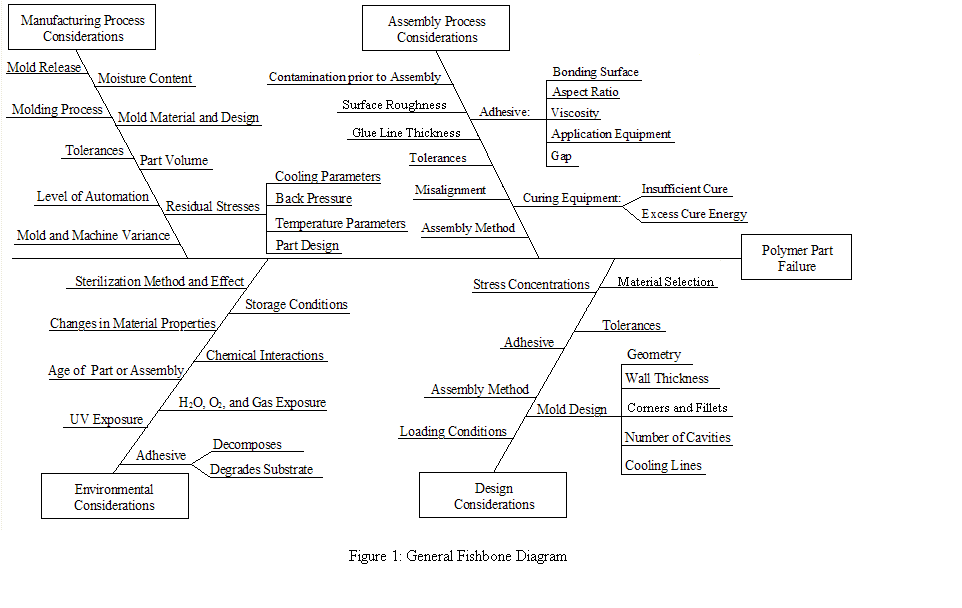 Manufacturing Process
Considerations
Mold Release
Moisture Content
Molding Process
Mold Material and Design
Tolerances
Part Volume
Level of Automation
Residual Stresses
Cooling Parameters
Back Pressure
Temperature Parameters
Part Design
Mold and Machine Variance
Assembly Process
Considerations
Contamination prior to Assembly
Surface Roughness
Glue Line Thickness
Tolerances
Misalignment
Assembly Method
Adhesive:
Bonding Surface
Aspect Ratio
Viscosity
Application Equipment
Gap
Curing Equipment:
Insufficient Cure
Excess Cure Energy
Polymer Part
Failure
Sterilization Method and Effect
Storage Conditions
Changes in Material Properties
Chemical Interactions
Age of Part or Assembly
H₂O, O₂, and Gas Exposure
UV Exposure
Adhesive
Decomposes
Degrades Substrate
Environmental
Considerations
Stress Concentrations
Material Selection
Tolerances
Adhesive
Assembly Method
Mold Design
Geometry
Wall Thickness
Corners and Fillets
Number of Cavities
Cooling Lines
Loading Conditions
Design
Considerations
Figure 1: General Fishbone Diagram